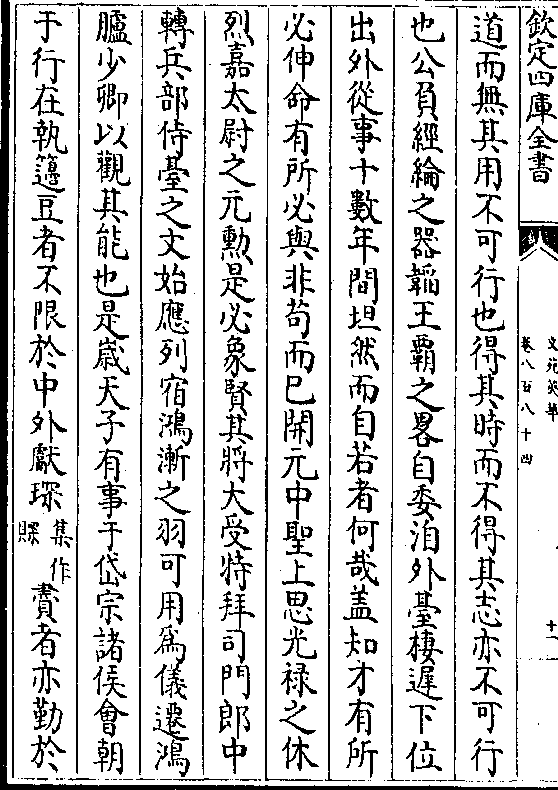 欽定四庫全書
文苑英華
卷八百八十四
十一
道而無其用不可行也得其時而不得其志亦不可行
也公負經綸之器韜王霸之畧自委洎外臺棲遲下位
出外從事十數年間坦然而自若者何哉盖知才有所
必伸命有所必與非苟而已開元中聖上思光禄之休
烈嘉太尉之元勲是必象賢其將大受特拜司門郎中
轉兵部侍臺之文始應列宿鴻漸之羽可用爲儀遷鴻
臚少卿以觀其能也是歲天子有事于岱宗諸侯會朝
于行在執籩豆者不限於中外獻琛集作賝賮者亦勤於